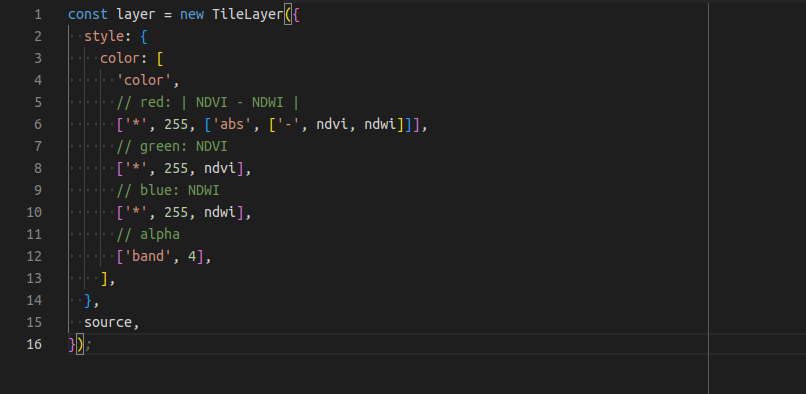 1 const layer = new TileLayer({
2 style: {
3 color: [
4 'color',
5 // red: | NDVI - NDWI |
6 ['*', 255, ['abs', ['-', ndvi, ndwi]]],
7 // green: NDVI
8 ['*', 255, ndvi],
9 // blue: NDWI
10 ['*', 255, ndwi],
11 // alpha
12 ['band', 4],
13 ],
14 },
15 source,
16 });